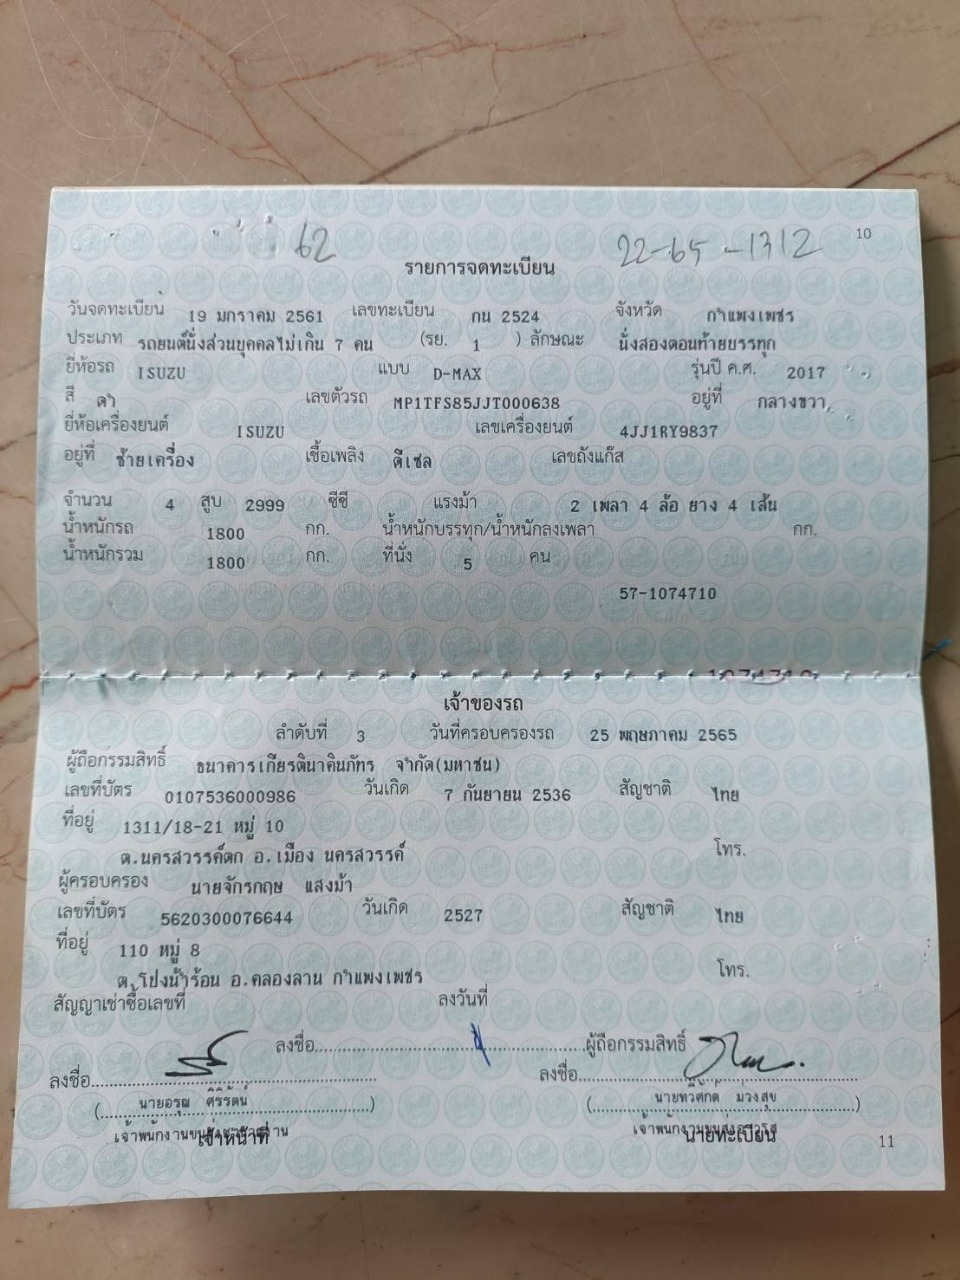 62 22-65-1312 10
รายการจดทะเบียน
วันจดทะเบียน 19 มกราคม 2561 เลขทะเบียน กน 2524 จังหวัด กำแพงเพชร
ประเภท รถยนต์นั่งส่วนบุคคลไม่เกิน 7 คน (รย. 1 ) ลักษณะ นั่งสองตอนท้ายบรรทุก
ยี่ห้อรถ ISUZU แบบ D-MAX รุ่นปี ค.ศ. 2017
สี ดำ เลขตัวรถ MP1TFS85JJT000638 อยู่ที่ กลางขวา
ยี่ห้อเครื่องยนต์ ISUZU เลขเครื่องยนต์ 4JJ1RY9837
อยู่ที่ ซ้ายเครื่อง เชื้อเพลิง ดีเซล เลขถังแก๊ส
จำนวน 4 สูบ 2999 ซีซี แรงม้า 2 เพลา 4 ล้อ ยาง 4 เส้น
น้ำหนักรถ 1800 กก. น้ำหนักบรรทุก/น้ำหนักลงเพลา กก.
น้ำหนักรวม 1800 กก. ที่นั่ง 5 คน
57-1074710
เจ้าของรถ
ลำดับที่ 3 วันที่ครอบครองรถ 25 พฤษภาคม 2565
ผู้ถือกรรมสิทธิ์ ธนาคารเกียรตินาคินภัทร จำกัด(มหาชน)
เลขที่บัตร 0107536000986 วันเกิด 7 กันยายน 2536 สัญชาติ ไทย
ที่อยู่ 1311/18-21 หมู่ 10
ต.นครสวรรค์ตก อ.เมือง นครสวรรค์ โทร.
ผู้ครอบครอง นายจักรกฤษ แสงม้า
เลขที่บัตร 5620300076644 วันเกิด 2527 สัญชาติ ไทย
ที่อยู่ 110 หมู่ 8
ต.โป่งน้ำร้อน อ.คลองลาน กำแพงเพชร โทร.
สัญญาเช่าซื้อเลขที่ ลงวันที่
ลงชื่อ ผู้ถือกรรมสิทธิ์
ลงชื่อ ลงชื่อ
(นายอรุณ ศิริรัตน์) (นายทวีศักดิ์ ม่วงสุข)
เจ้าหน้าที่ นายทะเบียน
11